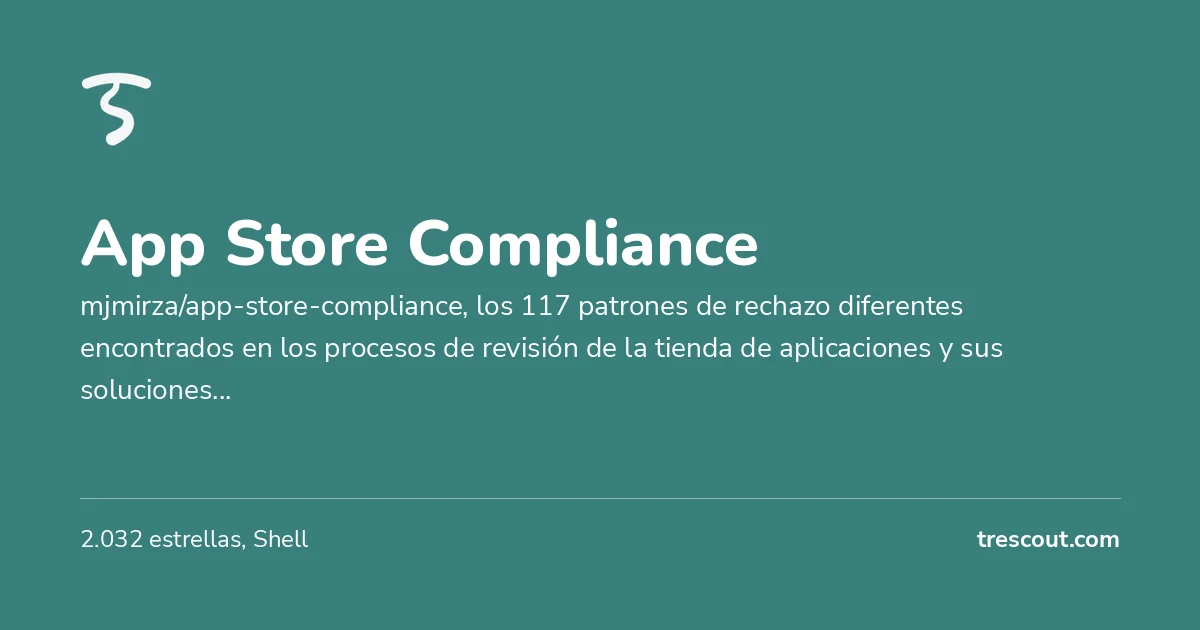 App Store Compliance
mjmirza/app-store-compliance, los 117 patrones de rechazo diferentes
encontrados en los procesos de revisión de la tienda de aplicaciones y sus
soluciones...
2.032 estrellas, Shell
trescout.com